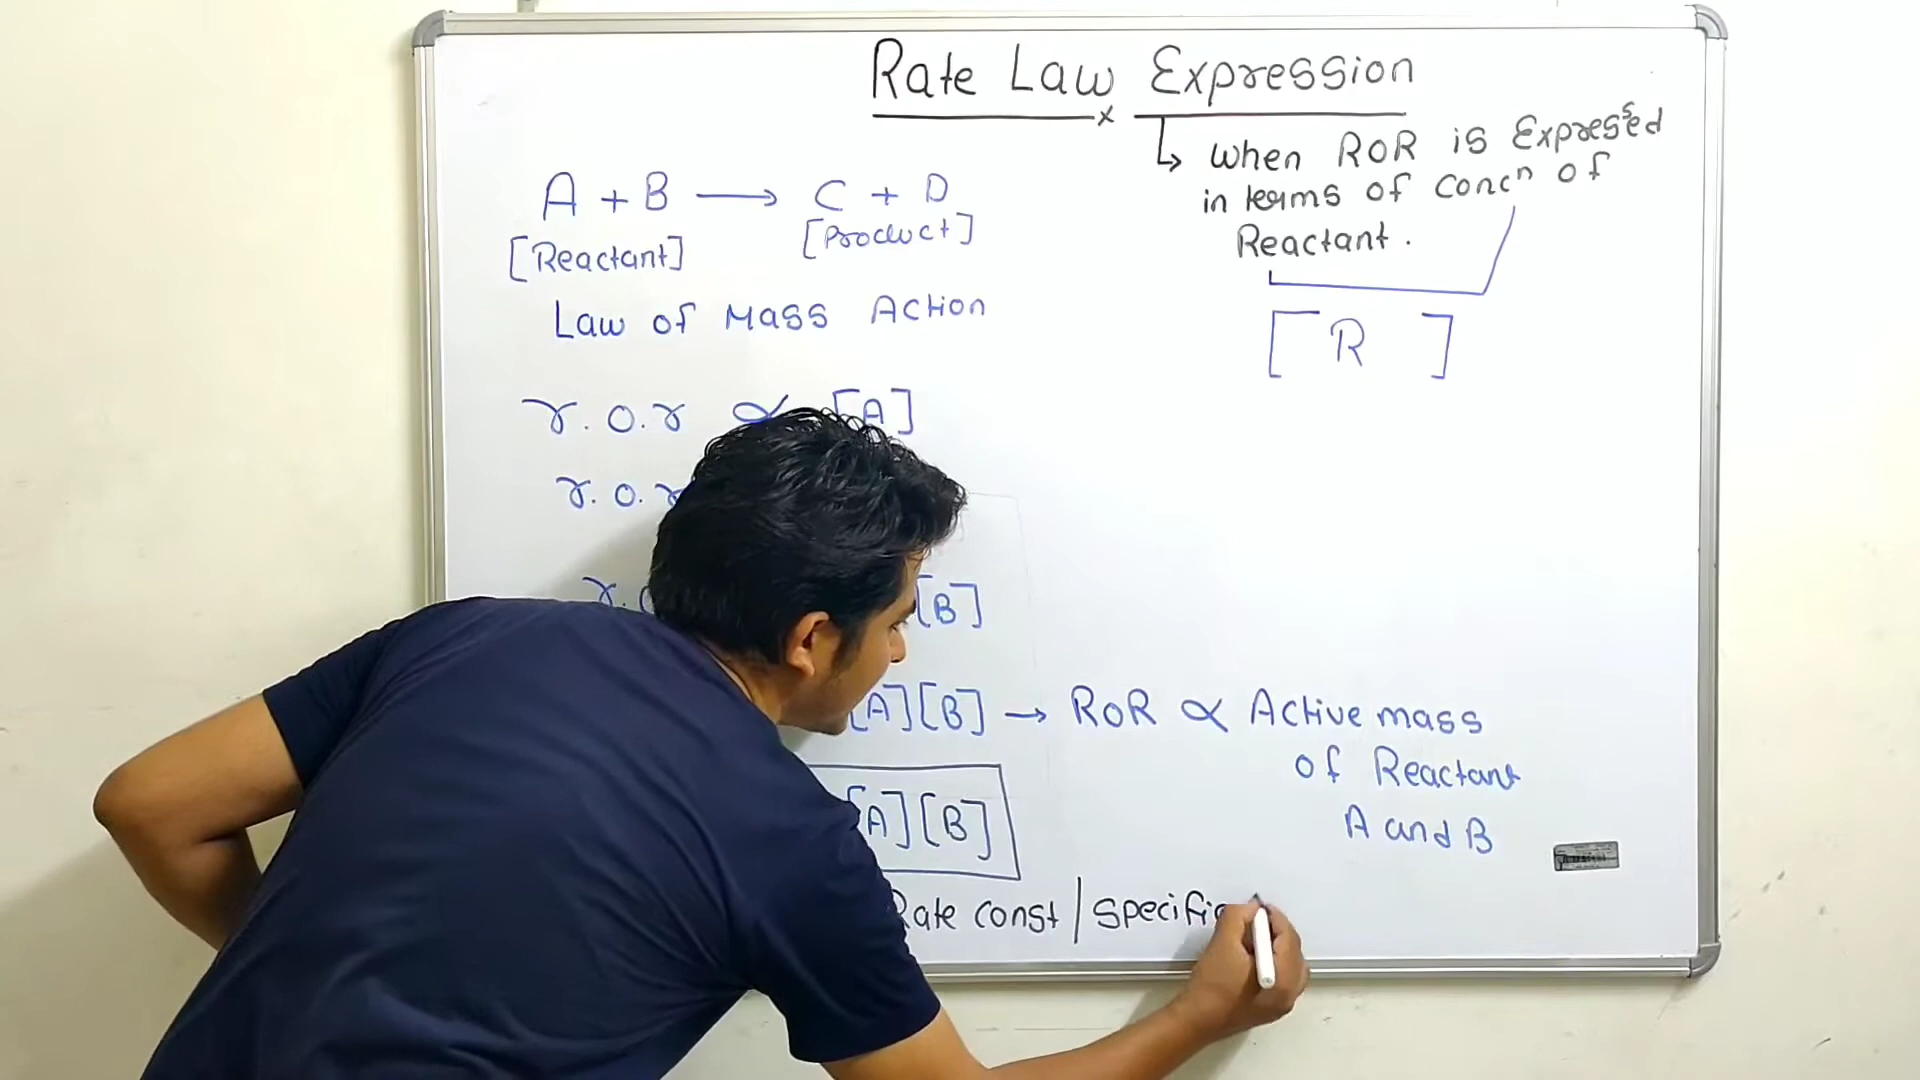 Rate Law Expression
when ROR is Expressed
in terms of Concn of
Reactant.
[ R ]
A + B → C + D
[Reactant] [Product]
Law of Mass Action
r.o.r ∝ [A]
r.o.r
r. [B]
[A][B] → ROR ∝ Active mass
of Reactant
A and B
[A][B]
Rate const / specific